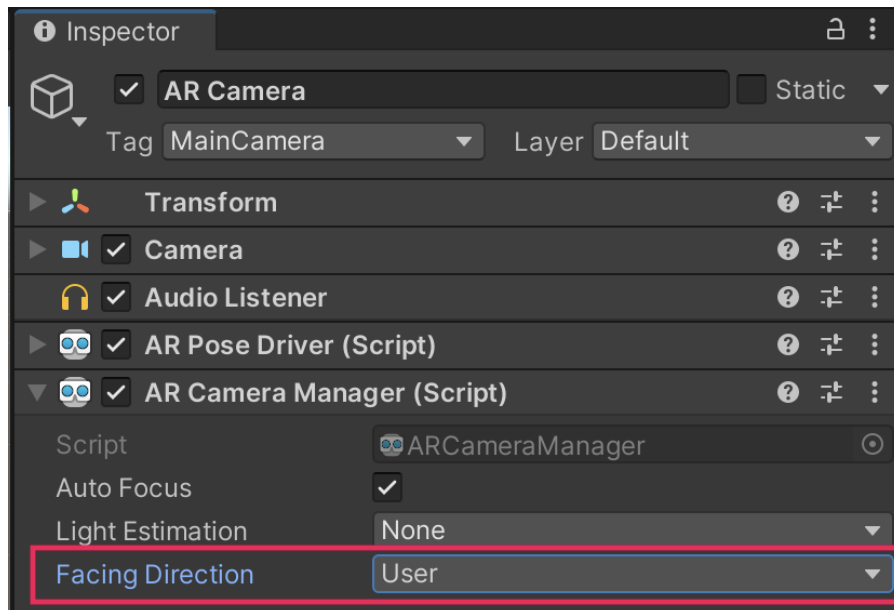 Inspector
AR Camera Static
Tag MainCamera Layer Default
Transform
Camera
Audio Listener
AR Pose Driver (Script)
AR Camera Manager (Script)
Script ARCameraManager
Auto Focus
Light Estimation None
Facing Direction User